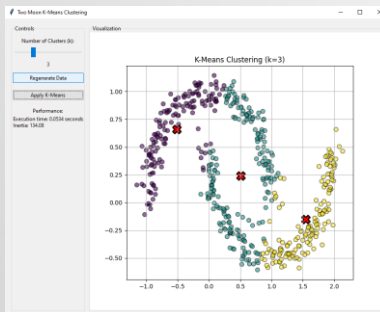 Two Moon K-Means Clustering
Controls
Number of Clusters (k):
3
Regenerate Data
Apply K-Means
Performance:
Execution time: 0.0534 seconds
Inertia: 134.08
Visualization
K-Means Clustering (k=3)
1.00
0.75
0.50
0.25
0.00
−0.25
−0.50
−1.0 −0.5 0.0 0.5 1.0 1.5 2.0